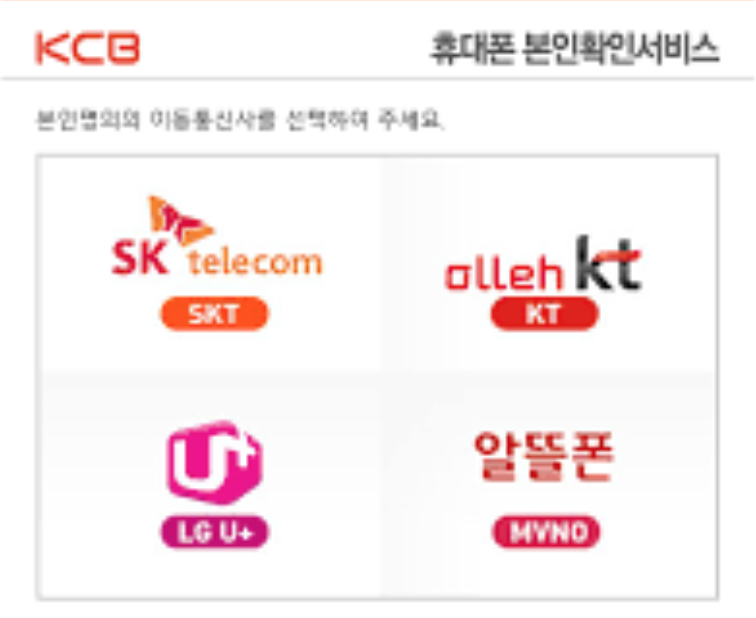 KCB 휴대폰 본인확인서비스
본인명의의 이동통신사를 선택하여 주세요.
SK telecom olleh kt
SKT KT
U+ 알뜰폰
LG U+ MVNO